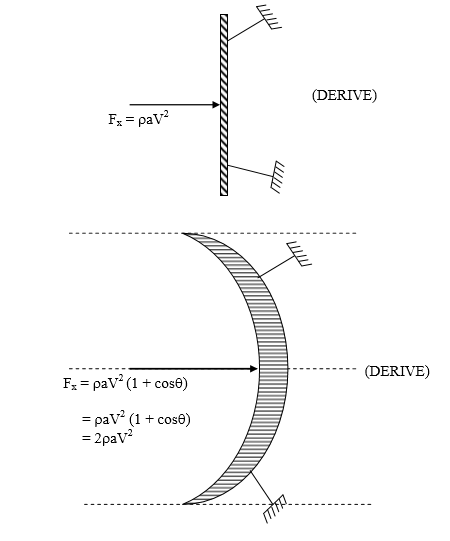 (DERIVE)
Fx = ρaV²
Fx = ρaV² (1 + cosθ)
(DERIVE)
= ρaV² (1 + cosθ)
= 2ρaV²